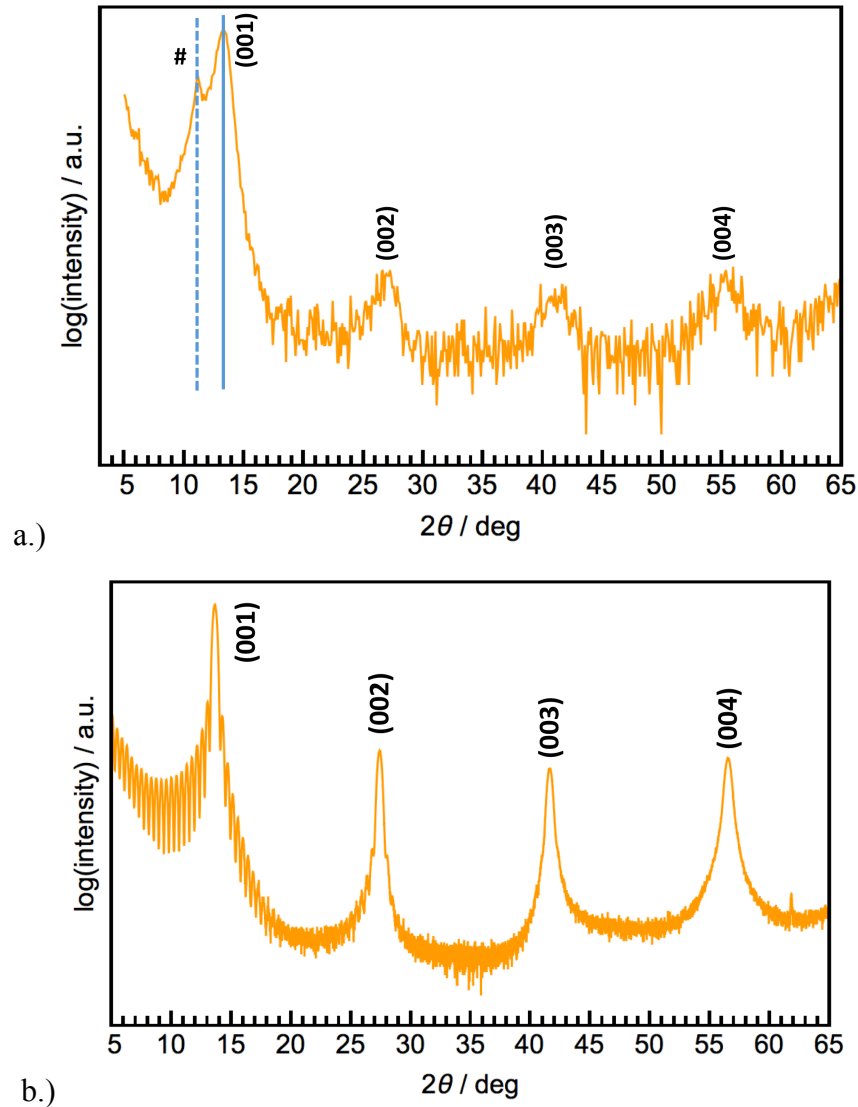 #
(001)
(002)
(003)
(004)
log(intensity) / a.u.
5 10 15 20 25 30 35 40 45 50 55 60 65
2θ / deg
a.)
(001)
(002)
(003)
(004)
log(intensity) / a.u.
5 10 15 20 25 30 35 40 45 50 55 60 65
2θ / deg
b.)